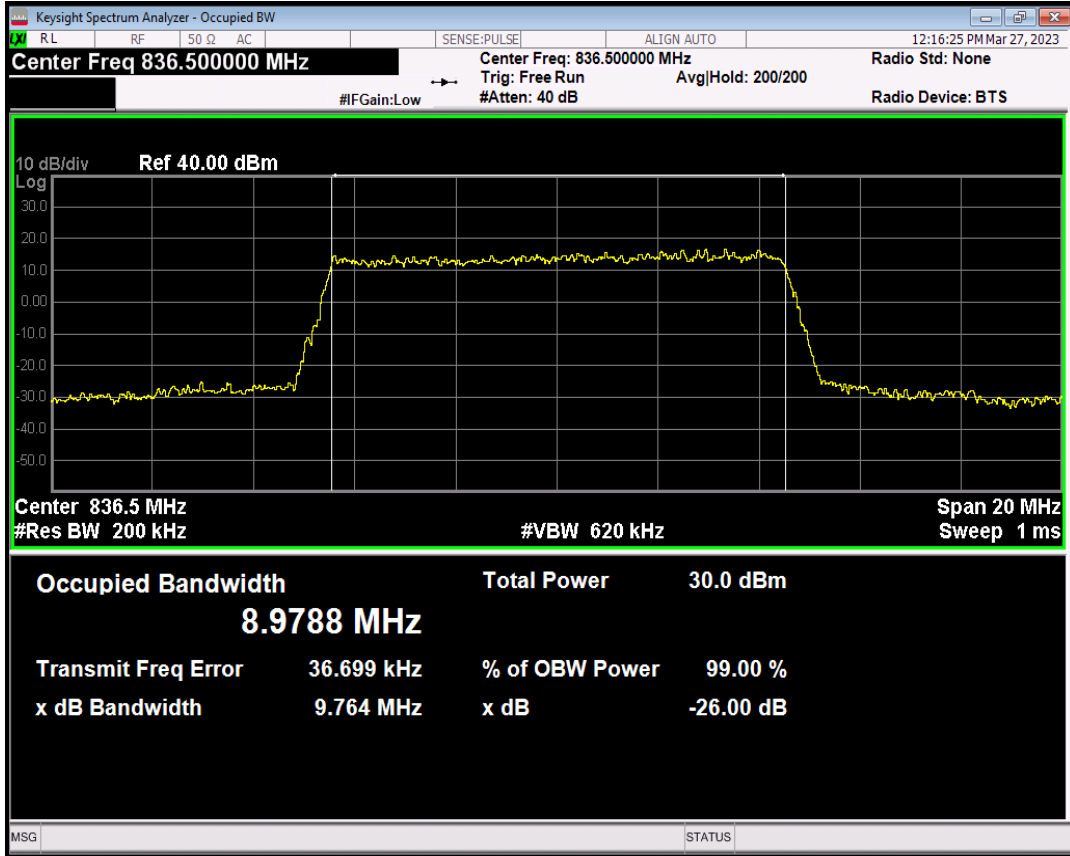 Keysight Spectrum Analyzer - Occupied BW
LXI RL RF 50 Ω AC SENSE:PULSE ALIGN AUTO 12:16:25 PM Mar 27, 2023
Center Freq 836.500000 MHz Center Freq: 836.500000 MHz Radio Std: None
Trig: Free Run Avg|Hold: 200/200
#IFGain:Low #Atten: 40 dB Radio Device: BTS
10 dB/div Ref 40.00 dBm
Log
30.0
20.0
10.0
0.00
-10.0
-20.0
-30.0
-40.0
-50.0
Center 836.5 MHz Span 20 MHz
#Res BW 200 kHz #VBW 620 kHz Sweep 1 ms
Occupied Bandwidth Total Power 30.0 dBm
8.9788 MHz
Transmit Freq Error 36.699 kHz % of OBW Power 99.00 %
x dB Bandwidth 9.764 MHz x dB -26.00 dB
MSG STATUS